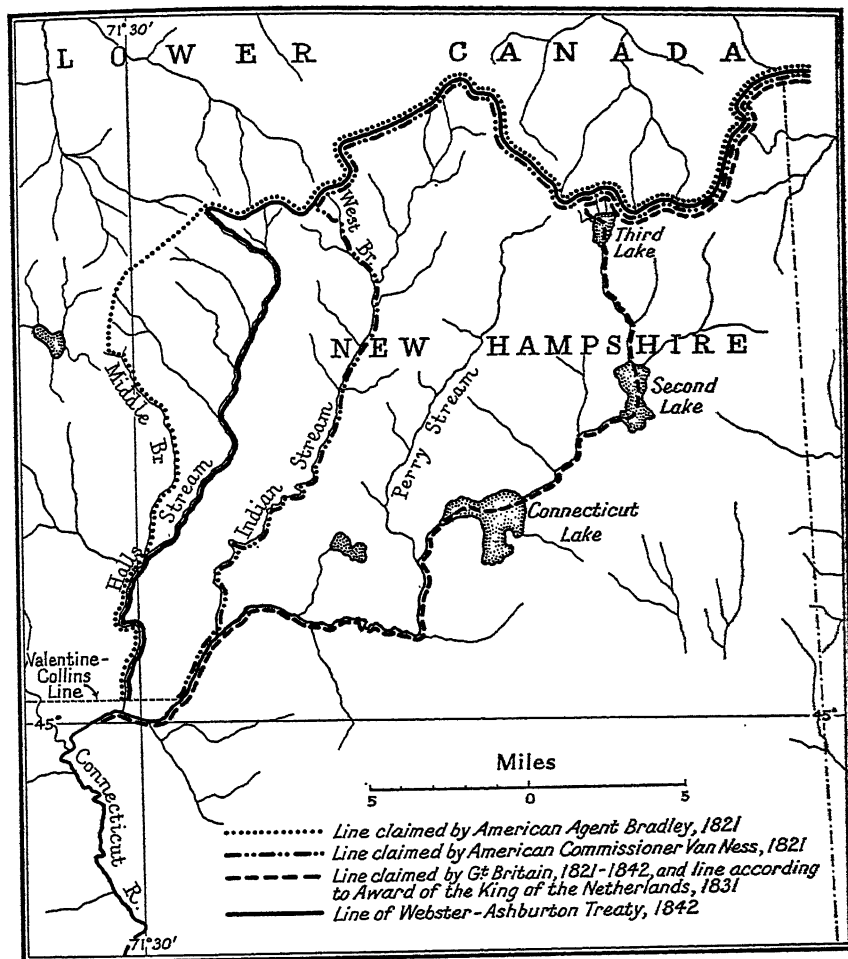 71°30'
LOWER CANADA
West Br.
Third
Lake
NEW HAMPSHIRE
Middle Br
Second
Lake
Perry Stream
Indian Stream
Halls Stream
Connecticut
Lake
Valentine-
Collins
Line
45°
45°
Connecticut R.
Miles
5 0 5
Line claimed by American Agent Bradley, 1821
Line claimed by American Commissioner Van Ness, 1821
Line claimed by Gt. Britain, 1821-1842, and line according
to Award of the King of the Netherlands, 1831
Line of Webster-Ashburton Treaty, 1842
71°30'